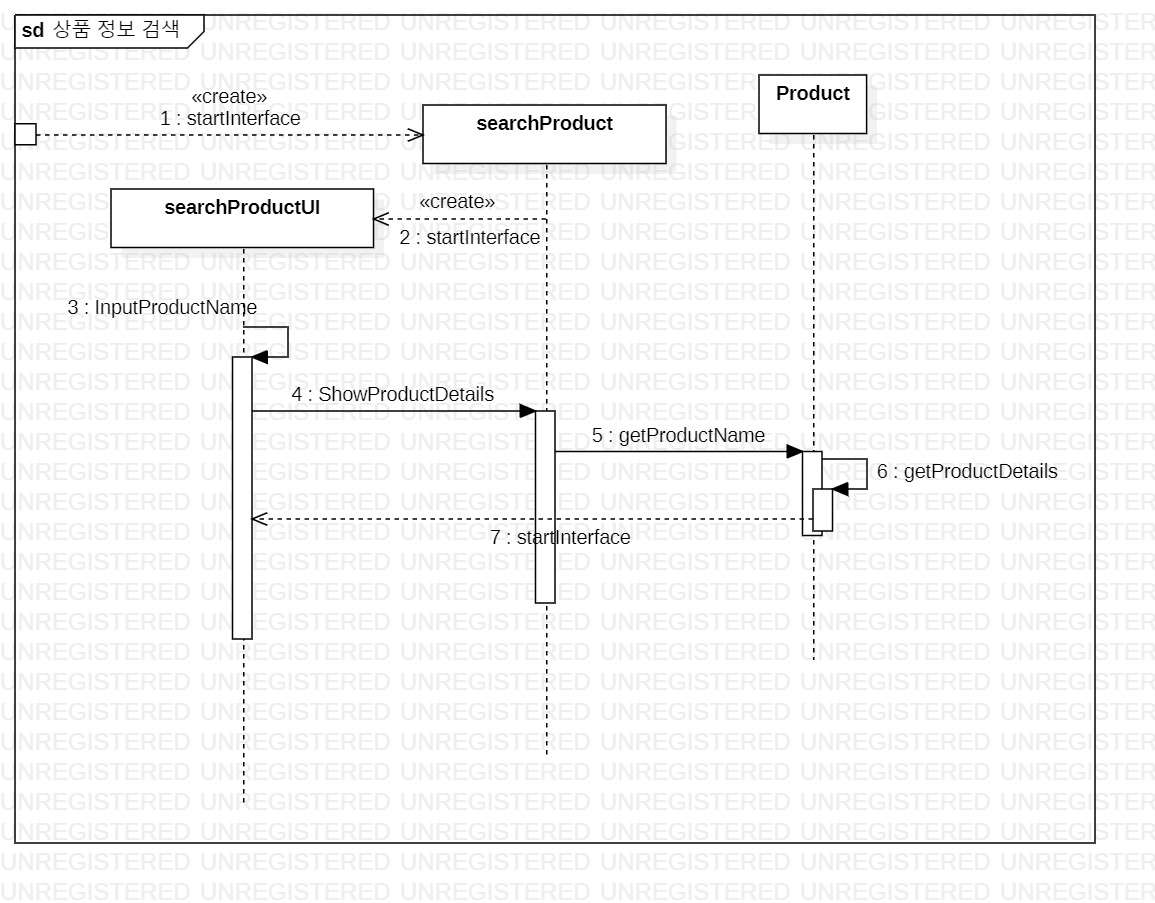 sd 상품 정보 검색
Product
«create»
1 : startInterface
searchProduct
searchProductUI
«create»
2 : startInterface
3 : InputProductName
4 : ShowProductDetails
5 : getProductName
6 : getProductDetails
7 : startInterface
UNREGISTERED